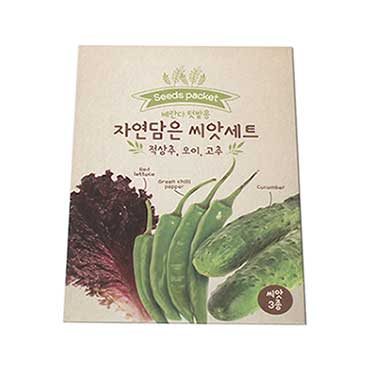 Seeds packet
베란다 텃밭용
자연담은 씨앗세트
적상추, 오이, 고추
Red
lettuce
Green chilli
pepper
Cucumber
씨앗
3종